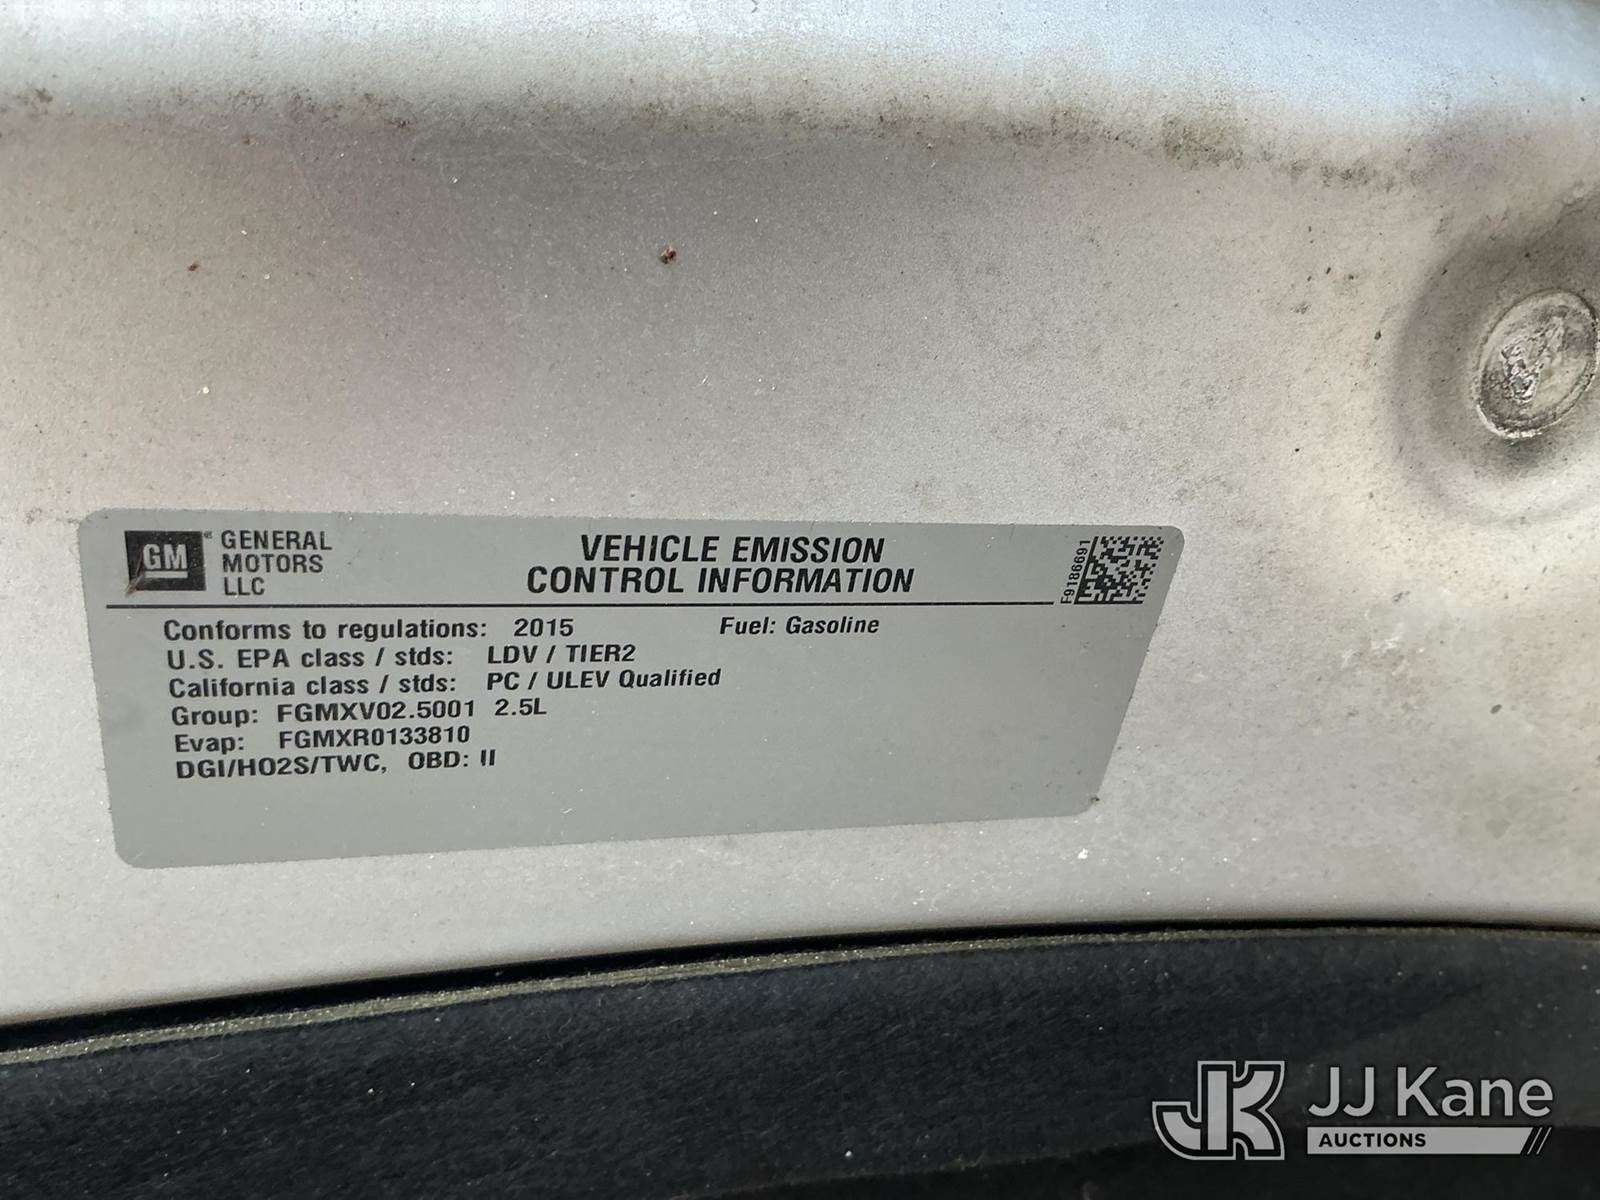 GM
GENERAL
MOTORS
LLC
VEHICLE EMISSION
CONTROL INFORMATION
F9186691
Conforms to regulations: 2015 Fuel: Gasoline
U.S. EPA class / stds: LDV / TIER2
California class / stds: PC / ULEV Qualified
Group: FGMXV02.5001 2.5L
Evap: FGMXR0133810
DGI/HO2S/TWC, OBD: II
JK JJ Kane
AUCTIONS